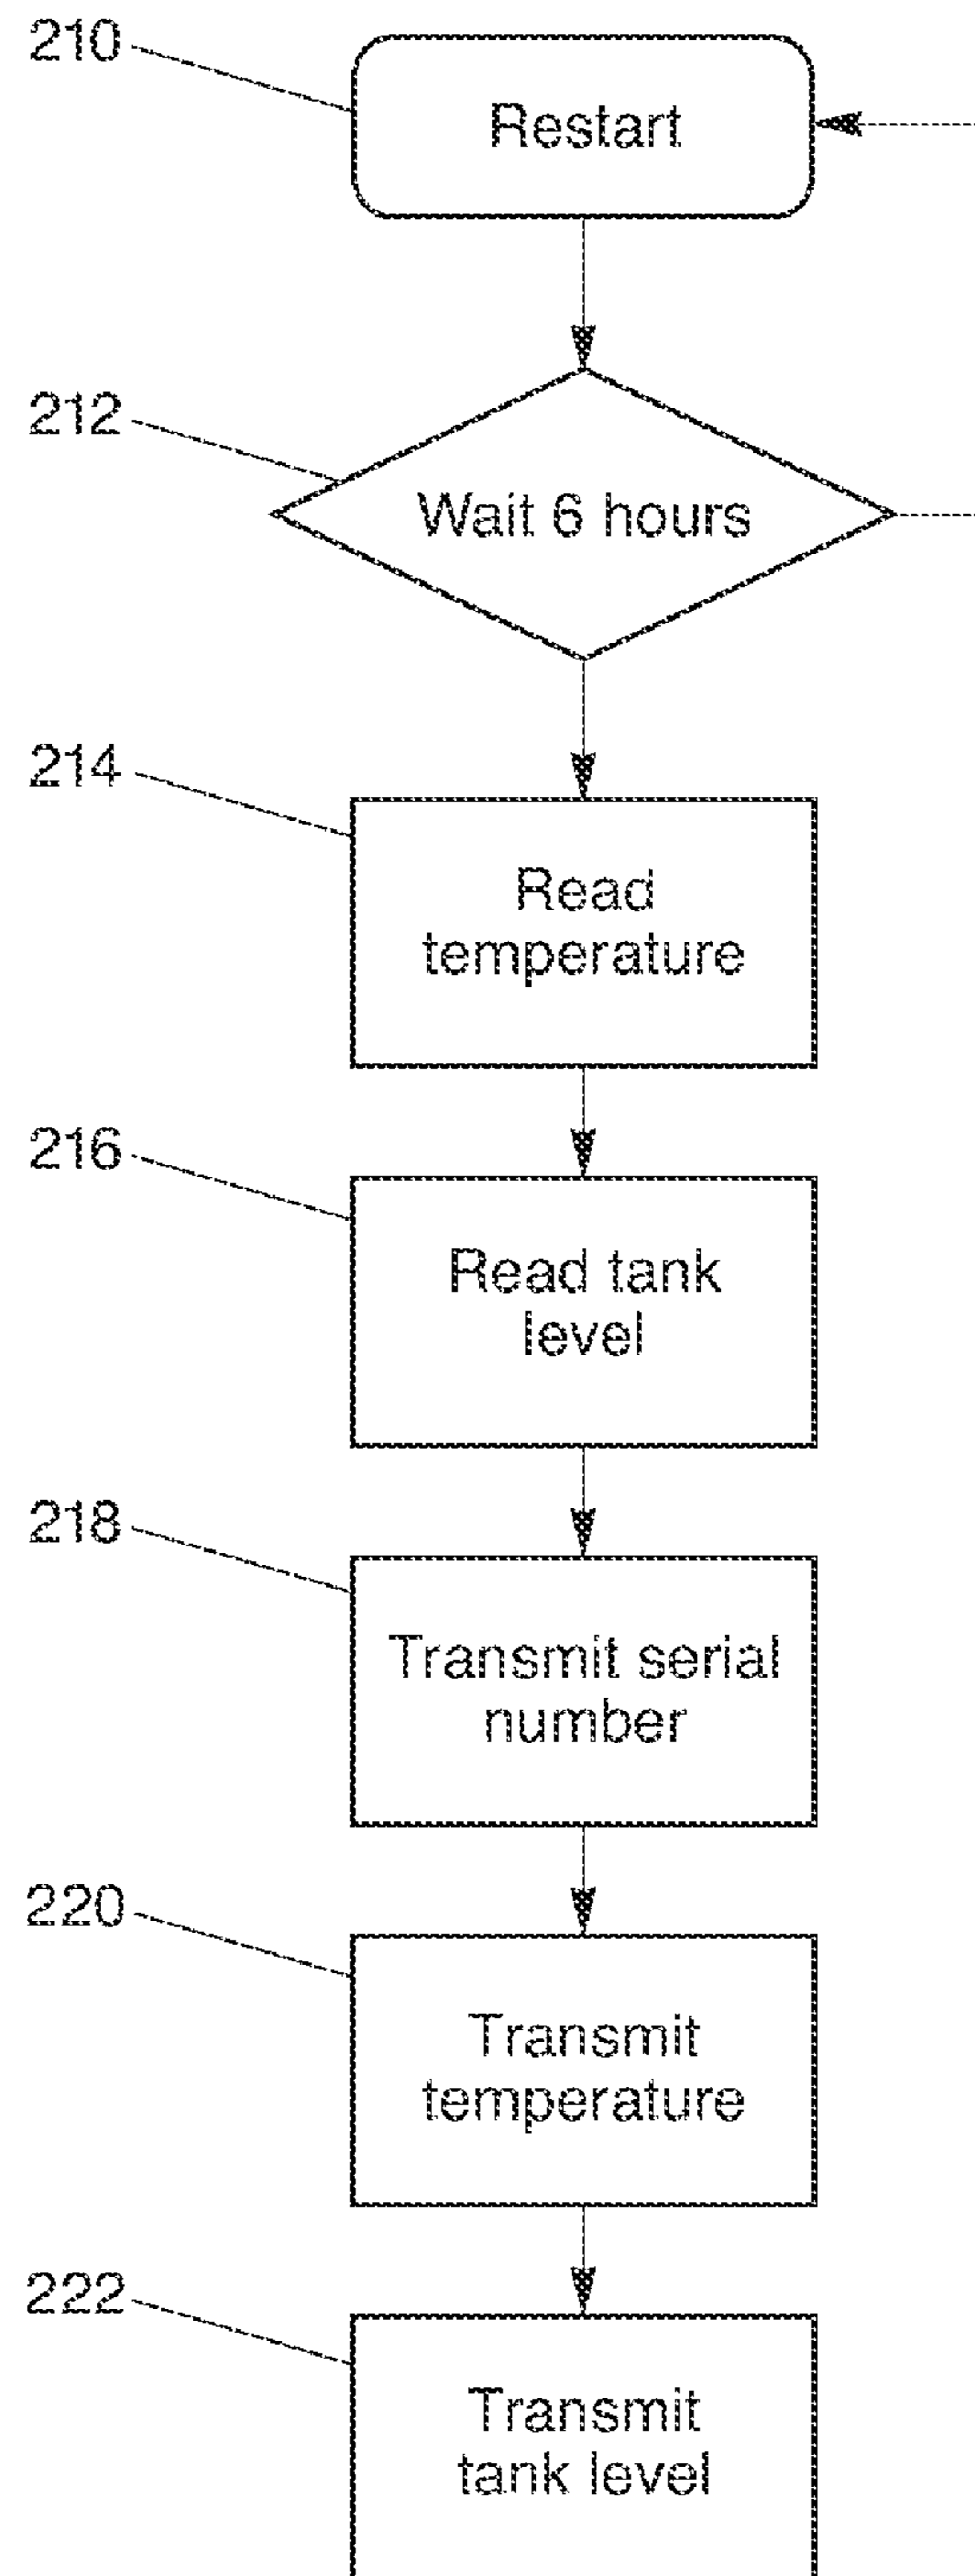 210
Restart
212
Wait 6 hours
214
Read
temperature
216
Read tank
level
218
Transmit serial
number
220
Transmit
temperature
222
Transmit
tank level